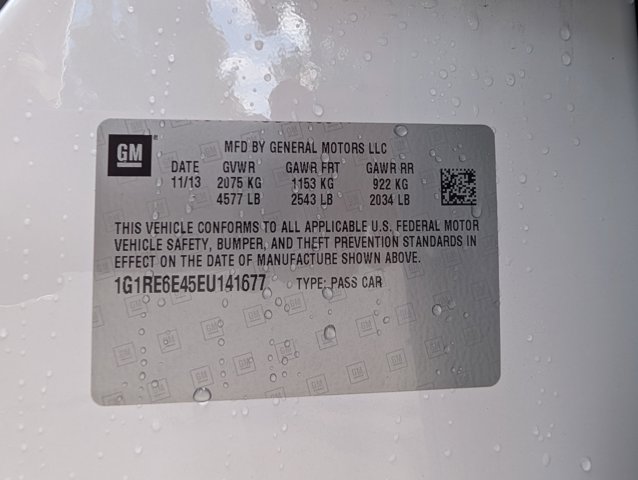 GM
MFD BY GENERAL MOTORS LLC
DATE GVWR GAWR FRT GAWR RR
11/13 2075 KG 1153 KG 922 KG
4577 LB 2543 LB 2034 LB
THIS VEHICLE CONFORMS TO ALL APPLICABLE U.S. FEDERAL MOTOR
VEHICLE SAFETY, BUMPER, AND THEFT PREVENTION STANDARDS IN
EFFECT ON THE DATE OF MANUFACTURE SHOWN ABOVE.
1G1RE6E45EU141677 TYPE: PASS CAR